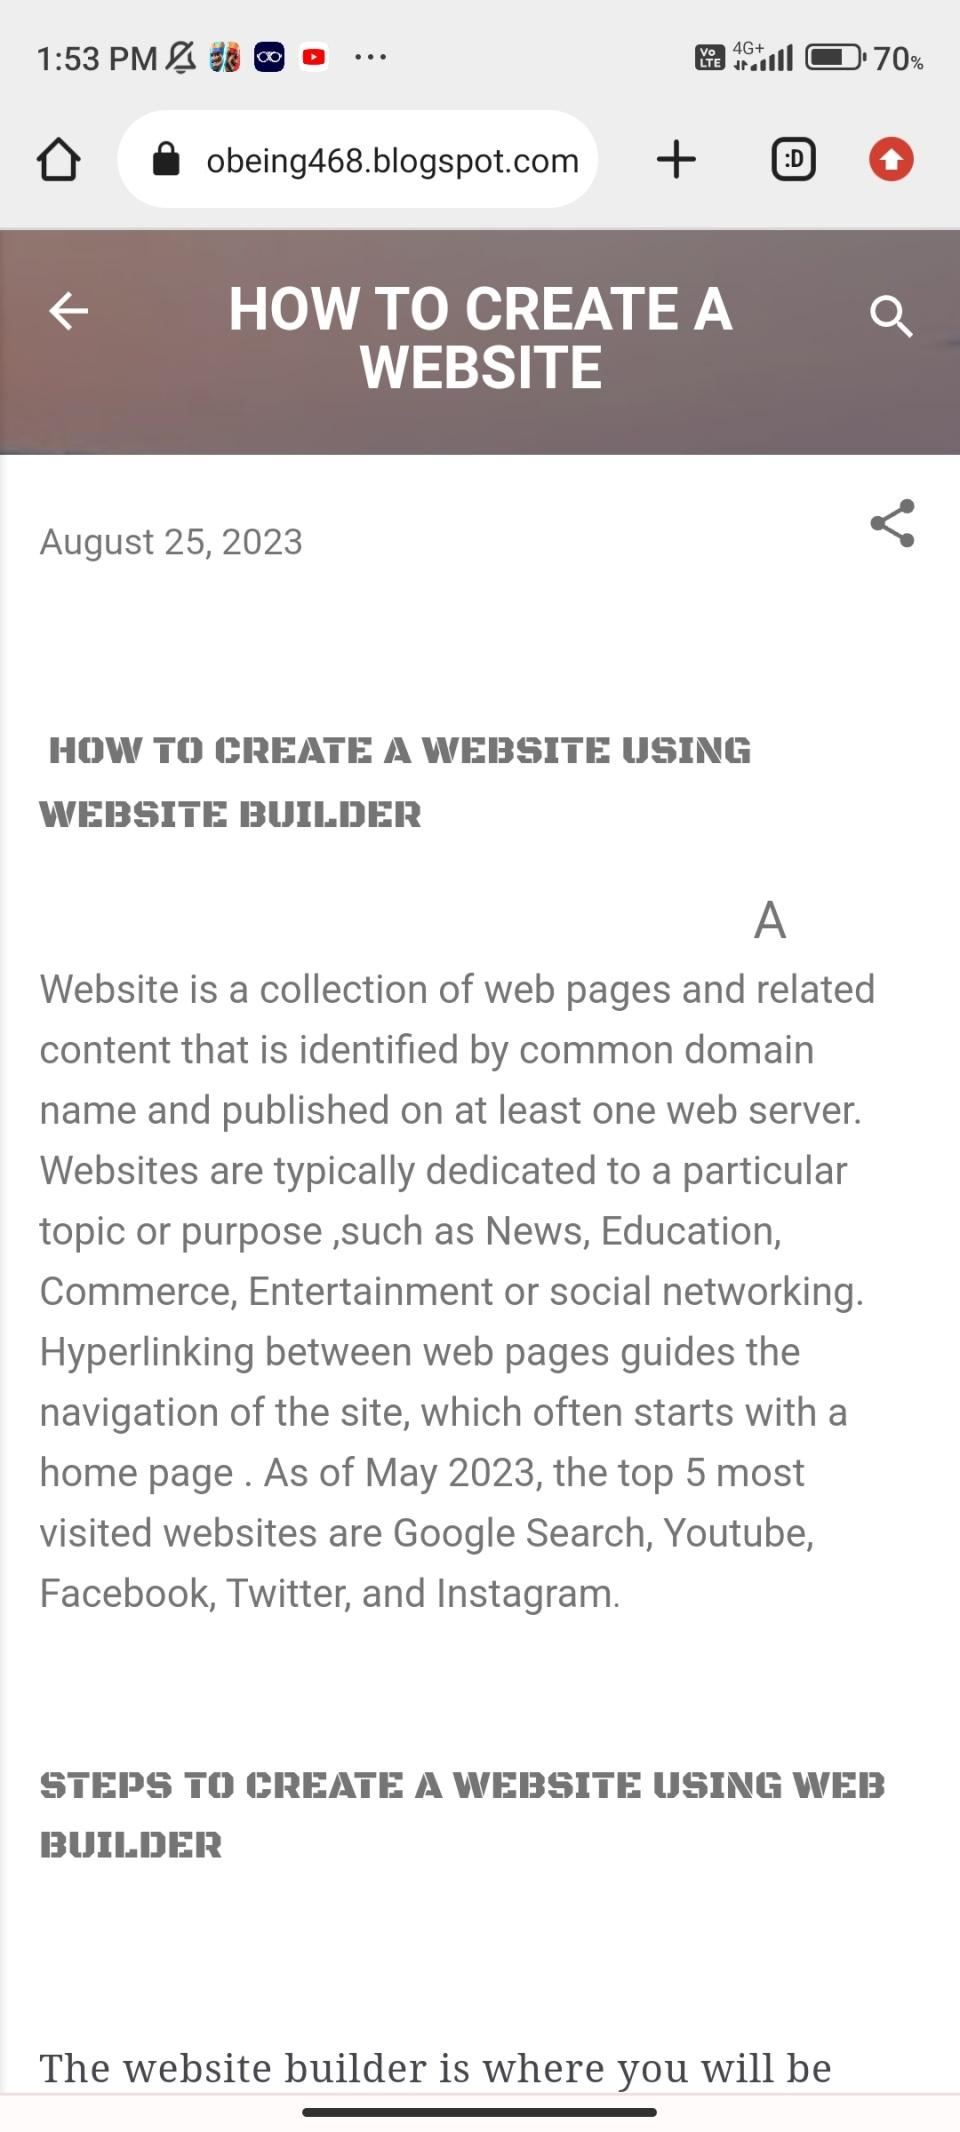 1:53 PM ...
Vo LTE 4G+ 70%
obeing468.blogspot.com
:D
HOW TO CREATE A
WEBSITE
August 25, 2023
HOW TO CREATE A WEBSITE USING
WEBSITE BUILDER
A
Website is a collection of web pages and related
content that is identified by common domain
name and published on at least one web server.
Websites are typically dedicated to a particular
topic or purpose ,such as News, Education,
Commerce, Entertainment or social networking.
Hyperlinking between web pages guides the
navigation of the site, which often starts with a
home page . As of May 2023, the top 5 most
visited websites are Google Search, Youtube,
Facebook, Twitter, and Instagram.
STEPS TO CREATE A WEBSITE USING WEB
BUILDER
The website builder is where you will be